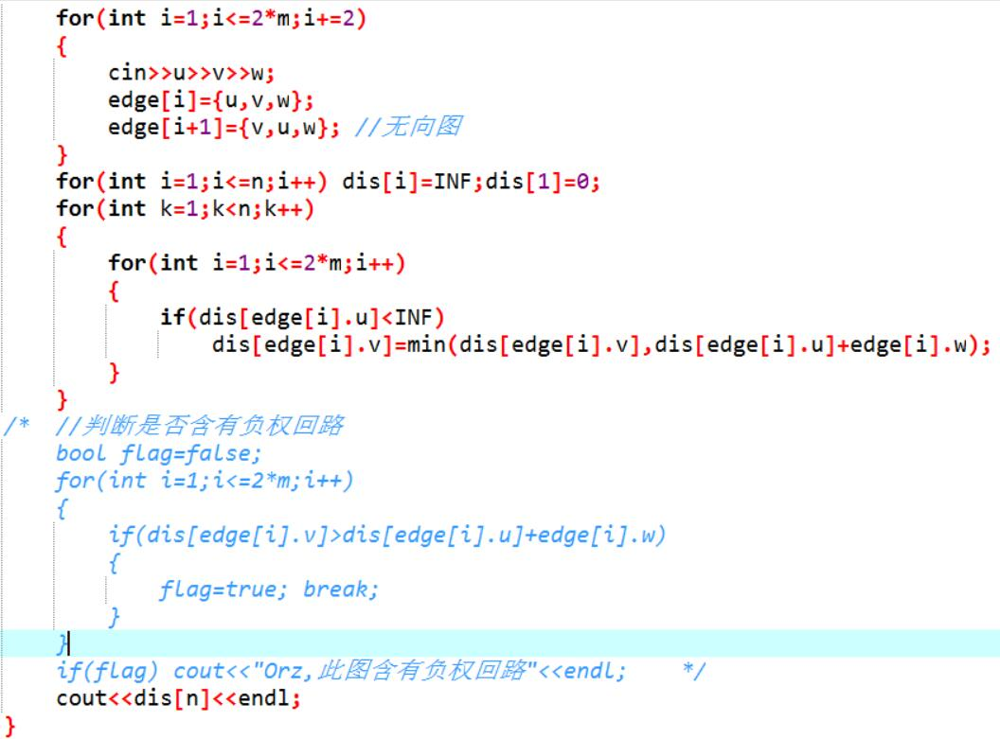 for(int i=1;i<=2*m;i+=2)
{
cin>>u>>v>>w;
edge[i]={u,v,w};
edge[i+1]={v,u,w}; //无向图
}
for(int i=1;i<=n;i++) dis[i]=INF;dis[1]=0;
for(int k=1;k<n;k++)
{
for(int i=1;i<=2*m;i++)
{
if(dis[edge[i].u]<INF)
dis[edge[i].v]=min(dis[edge[i].v],dis[edge[i].u]+edge[i].w);
}
}
/* //判断是否含有负权回路
bool flag=false;
for(int i=1;i<=2*m;i++)
{
if(dis[edge[i].v]>dis[edge[i].u]+edge[i].w)
{
flag=true; break;
}
}
if(flag) cout<<"Orz,此图含有负权回路"<<endl; */
cout<<dis[n]<<endl;
}